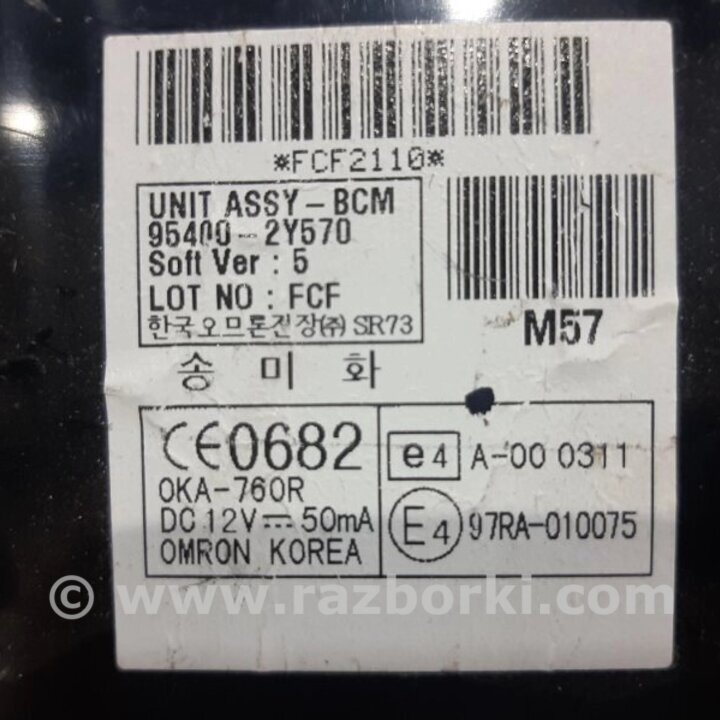 *FCF2110*
UNIT ASSY-BCM
95400-2Y570
Soft Ver : 5
LOT NO : FCF
한국오므론전장(주) SR73
M57
송 미 화
CE0682
OKA-760R
DC 12V⎓50mA
OMRON KOREA
e4 A-00 0311
E4 97RA-010075
© www.razborki.com